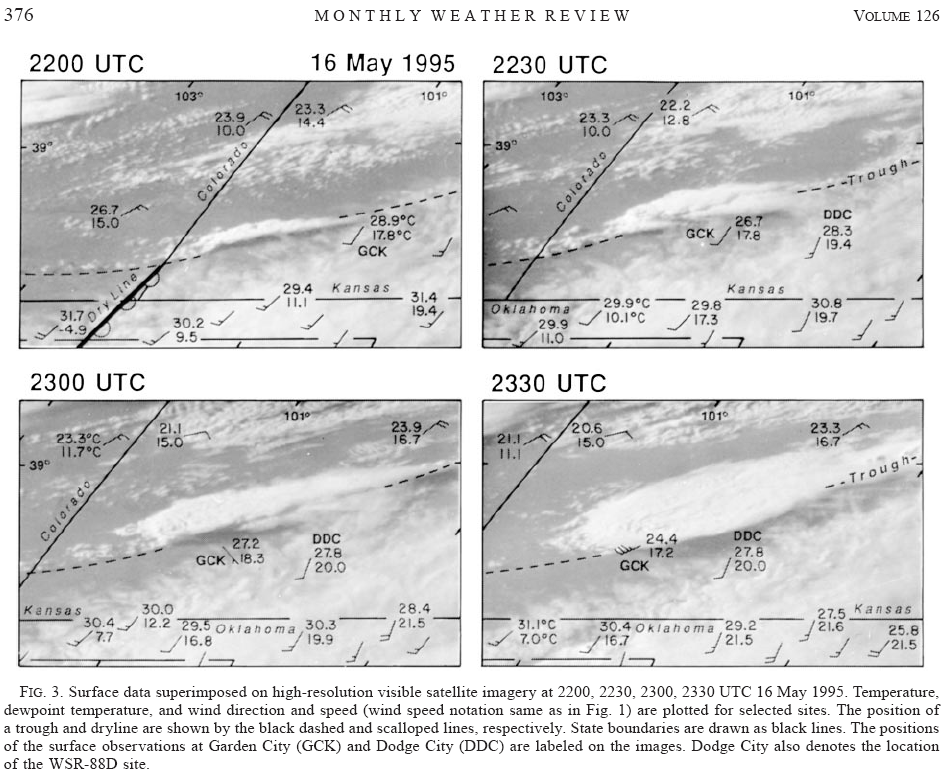 376
MONTHLY WEATHER REVIEW
VOLUME 126
2200 UTC
16 May 1995
103°
101°
23.9
10.0
23.3
14.4
39°
Colorado
26.7
15.0
28.9°C
17.8°C
GCK
Dry Line
29.4
11.1
Kansas
31.4
19.4
31.7
-4.9
30.2
9.5
2230 UTC
103°
101°
23.3
10.0
22.2
12.8
39°
Colorado
Trough
26.7
17.8
GCK
DDC
28.3
19.4
Kansas
Oklahoma
29.9°C
10.1°C
29.8
17.3
30.8
19.7
29.9
11.0
2300 UTC
101°
23.3°C
11.7°C
21.1
15.0
23.9
16.7
39°
Colorado
27.2
18.3
GCK
DDC
27.8
20.0
Kansas
30.4
7.7
30.0
12.2
29.5
16.8
Oklahoma
30.3
19.9
28.4
21.5
2330 UTC
101°
21.1
11.1
20.6
15.0
23.3
16.7
Trough
24.4
17.2
GCK
DDC
27.8
20.0
31.1°C
7.0°C
30.4
16.7
Oklahoma
29.2
21.5
27.5
21.6
Kansas
25.8
21.5
FIG. 3. Surface data superimposed on high-resolution visible satellite imagery at 2200, 2230, 2300, 2330 UTC 16 May 1995. Temperature,
dewpoint temperature, and wind direction and speed (wind speed notation same as in Fig. 1) are plotted for selected sites. The position of
a trough and dryline are shown by the black dashed and scalloped lines, respectively. State boundaries are drawn as black lines. The positions
of the surface observations at Garden City (GCK) and Dodge City (DDC) are labeled on the images. Dodge City also denotes the location
of the WSR-88D site.